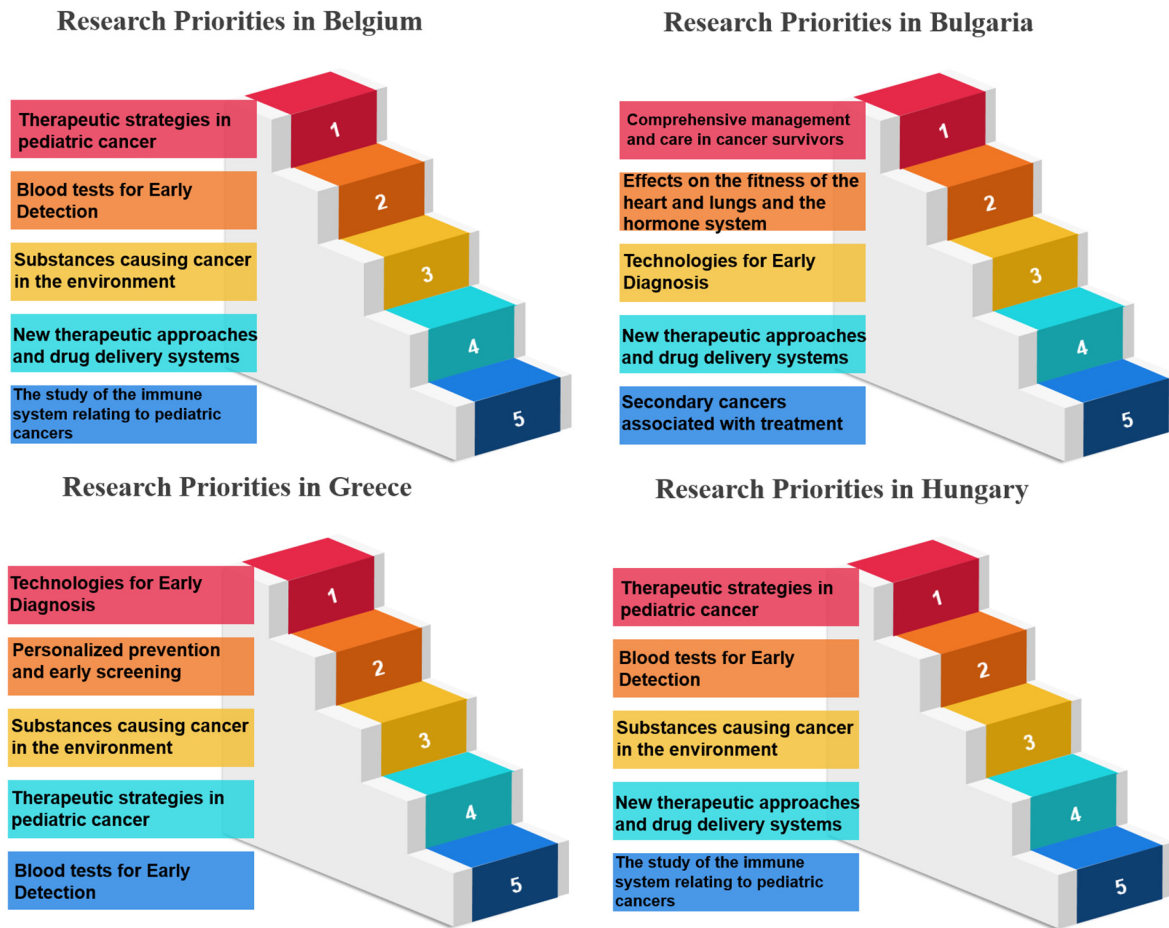 Research Priorities in Belgium
Therapeutic strategies in
pediatric cancer
1
Blood tests for Early
Detection
2
Substances causing cancer
in the environment
3
New therapeutic approaches
and drug delivery systems
4
The study of the immune
system relating to pediatric
cancers
5
Research Priorities in Bulgaria
Comprehensive management
and care in cancer survivors
1
Effects on the fitness of the
heart and lungs and the
hormone system
2
Technologies for Early
Diagnosis
3
New therapeutic approaches
and drug delivery systems
4
Secondary cancers
associated with treatment
5
Research Priorities in Greece
Technologies for Early
Diagnosis
1
Personalized prevention
and early screening
2
Substances causing cancer
in the environment
3
Therapeutic strategies in
pediatric cancer
4
Blood tests for Early
Detection
5
Research Priorities in Hungary
Therapeutic strategies in
pediatric cancer
1
Blood tests for Early
Detection
2
Substances causing cancer
in the environment
3
New therapeutic approaches
and drug delivery systems
4
The study of the immune
system relating to pediatric
cancers
5